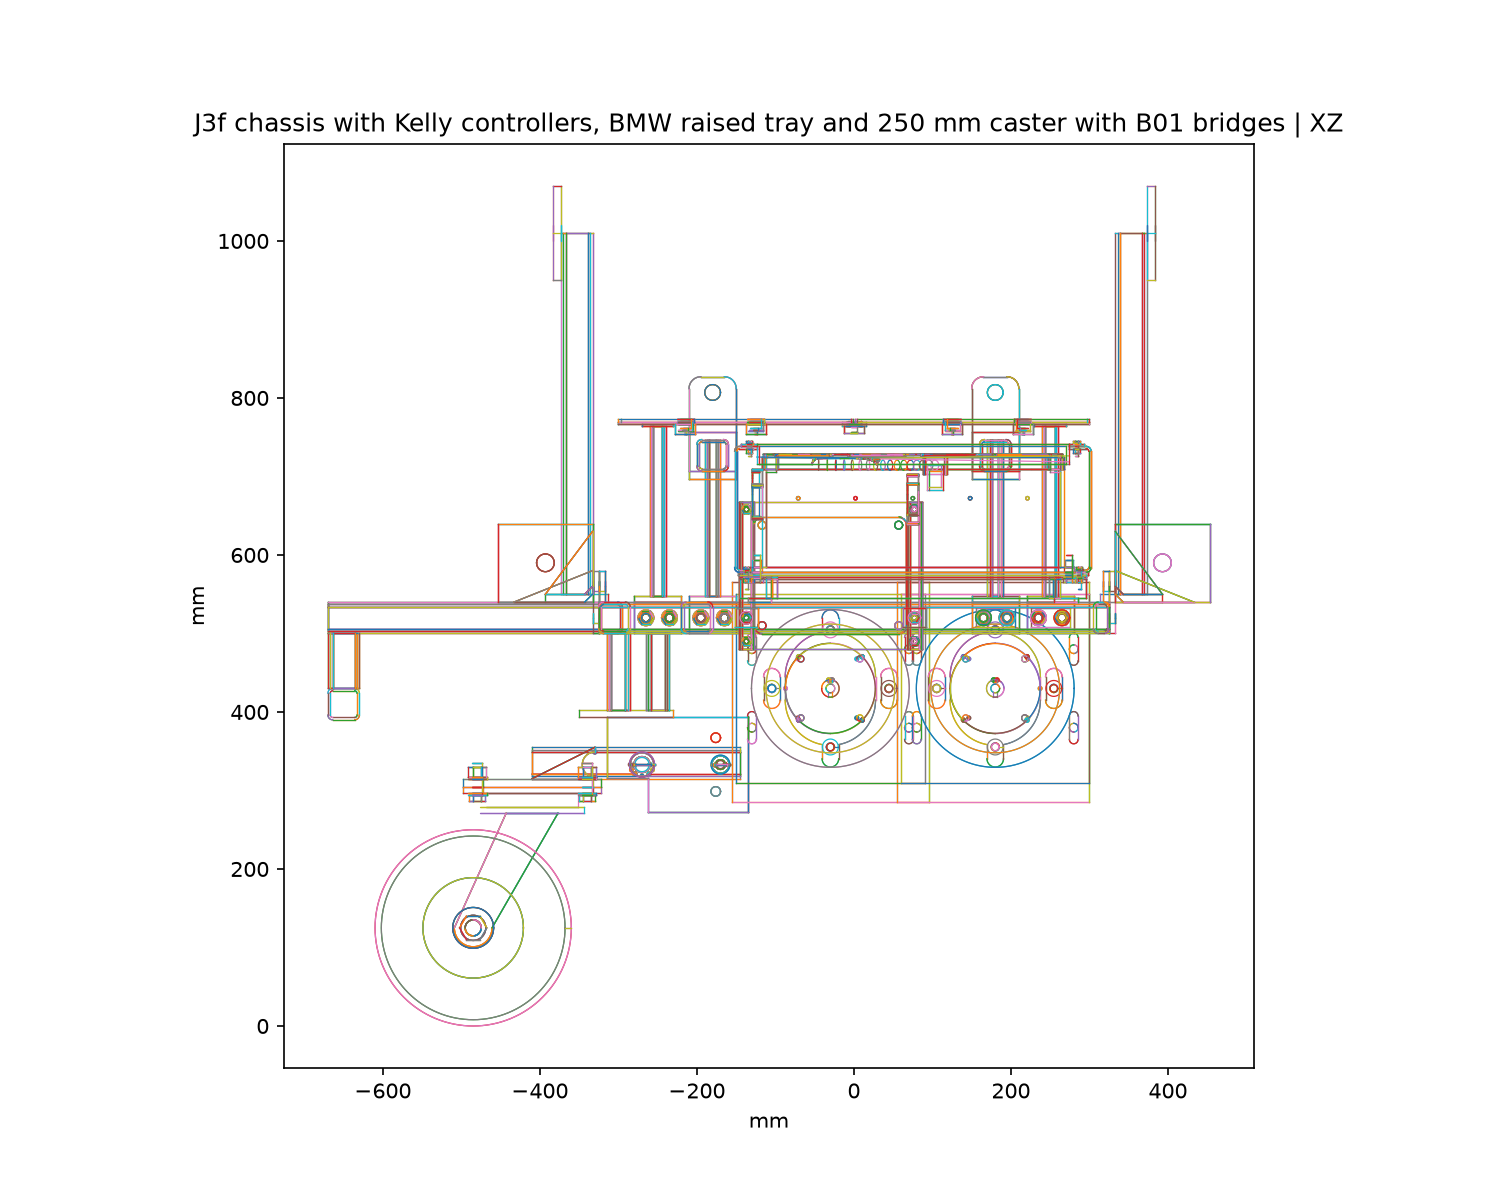 J3f chassis with Kelly controllers, BMW raised tray and 250 mm caster with B01 bridges | XZ
1000
800
600
400
200
0
mm
−600 −400 −200 0 200 400
mm